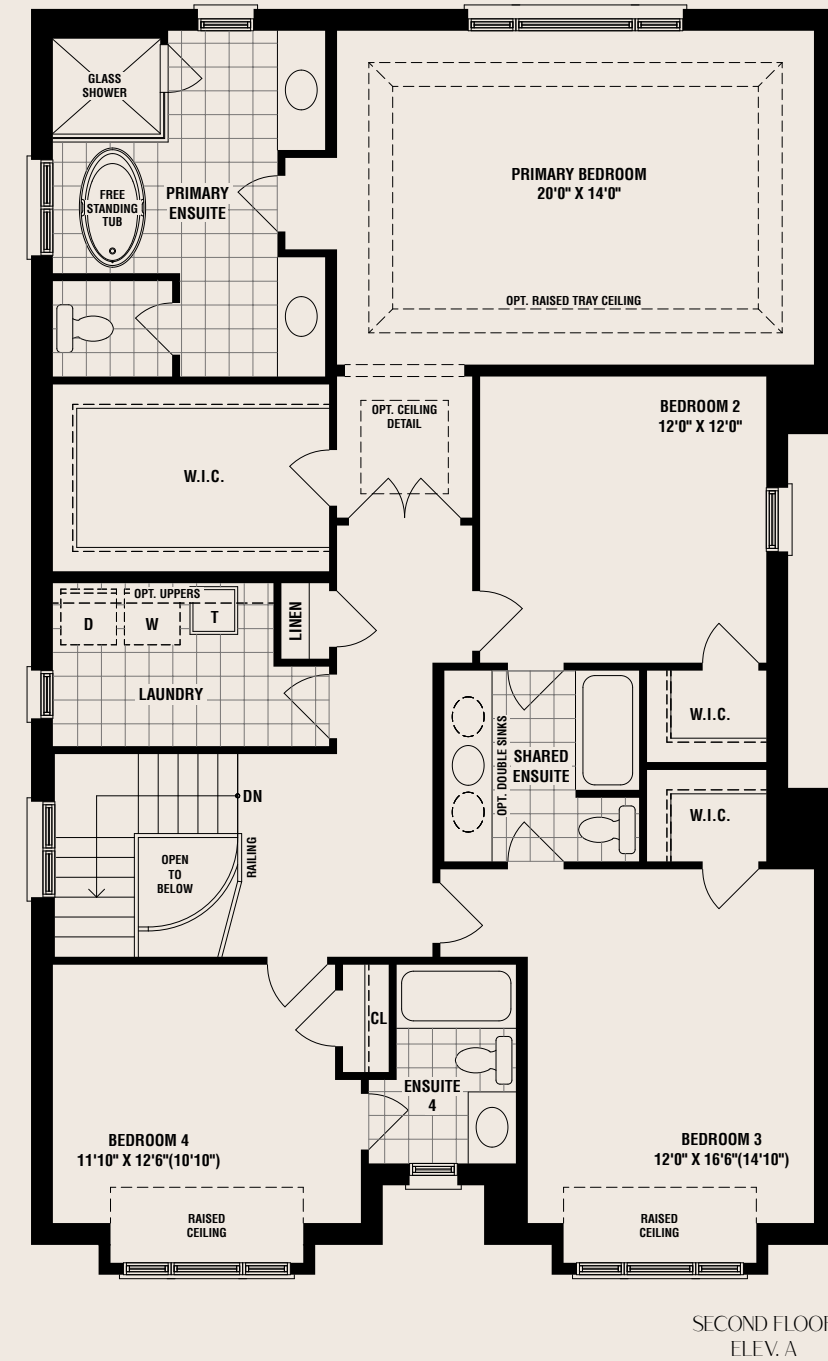 GLASS
SHOWER
FREE
STANDING
TUB
PRIMARY
ENSUITE
PRIMARY BEDROOM
20'0" X 14'0"
OPT. RAISED TRAY CEILING
OPT. CEILING
DETAIL
BEDROOM 2
12'0" X 12'0"
W.I.C.
OPT. UPPERS
D
W
T
LINEN
LAUNDRY
W.I.C.
OPT. DOUBLE SINKS
SHARED
ENSUITE
W.I.C.
DN
RAILING
OPEN
TO
BELOW
CL
ENSUITE
4
BEDROOM 4
11'10" X 12'6"(10'10")
BEDROOM 3
12'0" X 16'6"(14'10")
RAISED
CEILING
RAISED
CEILING
SECOND FLOOR
ELEV. A